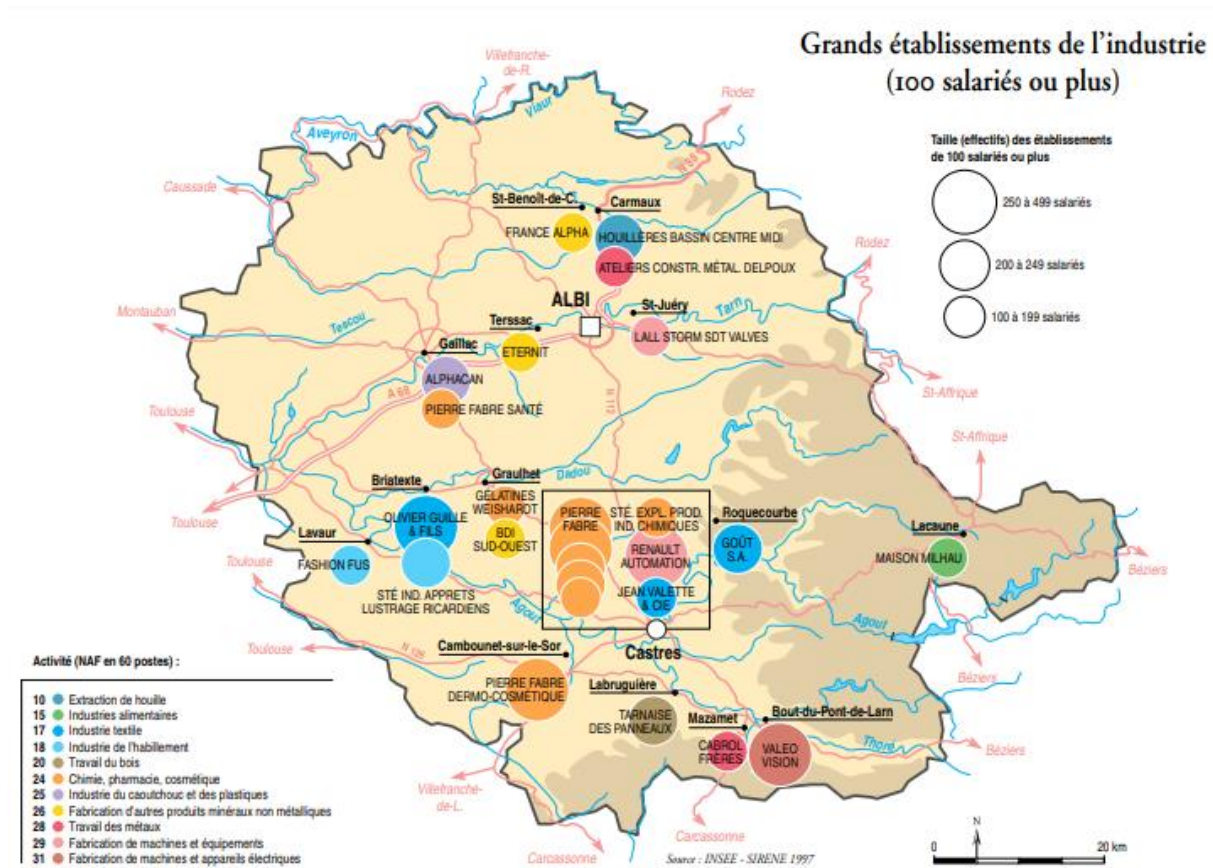 Grands établissements de l'industrie
(100 salariés ou plus)
Taille (effectifs) des établissements
de 100 salariés ou plus
250 à 499 salariés
200 à 249 salariés
100 à 199 salariés
Villefranche-
de-R.
Rodez
Viaur
Aveyron
N 88
Caussade
St-Benoît-de-C.
Carmaux
FRANCE ALPHA
HOUILLÈRES BASSIN CENTRE MIDI
ATELIERS CONSTR. MÉTAL. DELPOUX
Rodez
ALBI
St-Juéry
Tarn
Montauban
Tescou
Terssac
LALL STORM SDT VALVES
Gaillac
ETERNIT
ALPHACAN
A 68
N 112
PIERRE FABRE SANTÉ
St-Affrique
Toulouse
St-Affrique
Graulhet
Dadou
Briatexte
GÉLATINES
WEISHARDT
PIERRE
FABRE
STÉ. EXPL. PROD.
IND. CHIMIQUES
Roquecourbe
Toulouse
OLIVIER GUILLE
& FILS
Lacaune
Lavaur
BDI
SUD-OUEST
RENAULT
AUTOMATION
GOÛT
S.A.
Toulouse
FASHION FUS
MAISON MILHAU
Béziers
JEAN VALETTE
& CIE
STÉ IND. APPRETS
LUSTRAGE RICARDIENS
Agout
Agout
Toulouse
N 126
Cambounet-sur-le-Sor
Castres
Béziers
PIERRE FABRE
DERMO-COSMÉTIQUE
Labruguière
TARNAISE
DES PANNEAUX
Mazamet
Bout-du-Pont-de-Larn
CABROL
FRÈRES
VALEO
VISION
Thoré
Béziers
Villefranche-
de-L.
Carcassonne
Carcassonne
Activité (NAF en 60 postes) :
10 Extraction de houille
15 Industries alimentaires
17 Industrie textile
18 Industrie de l'habillement
20 Travail du bois
24 Chimie, pharmacie, cosmétique
25 Industrie du caoutchouc et des plastiques
26 Fabrication d'autres produits minéraux non métalliques
28 Travail des métaux
29 Fabrication de machines et équipements
31 Fabrication de machines et appareils électriques
Source : INSEE - SIRENE 1997
N
0 20 km